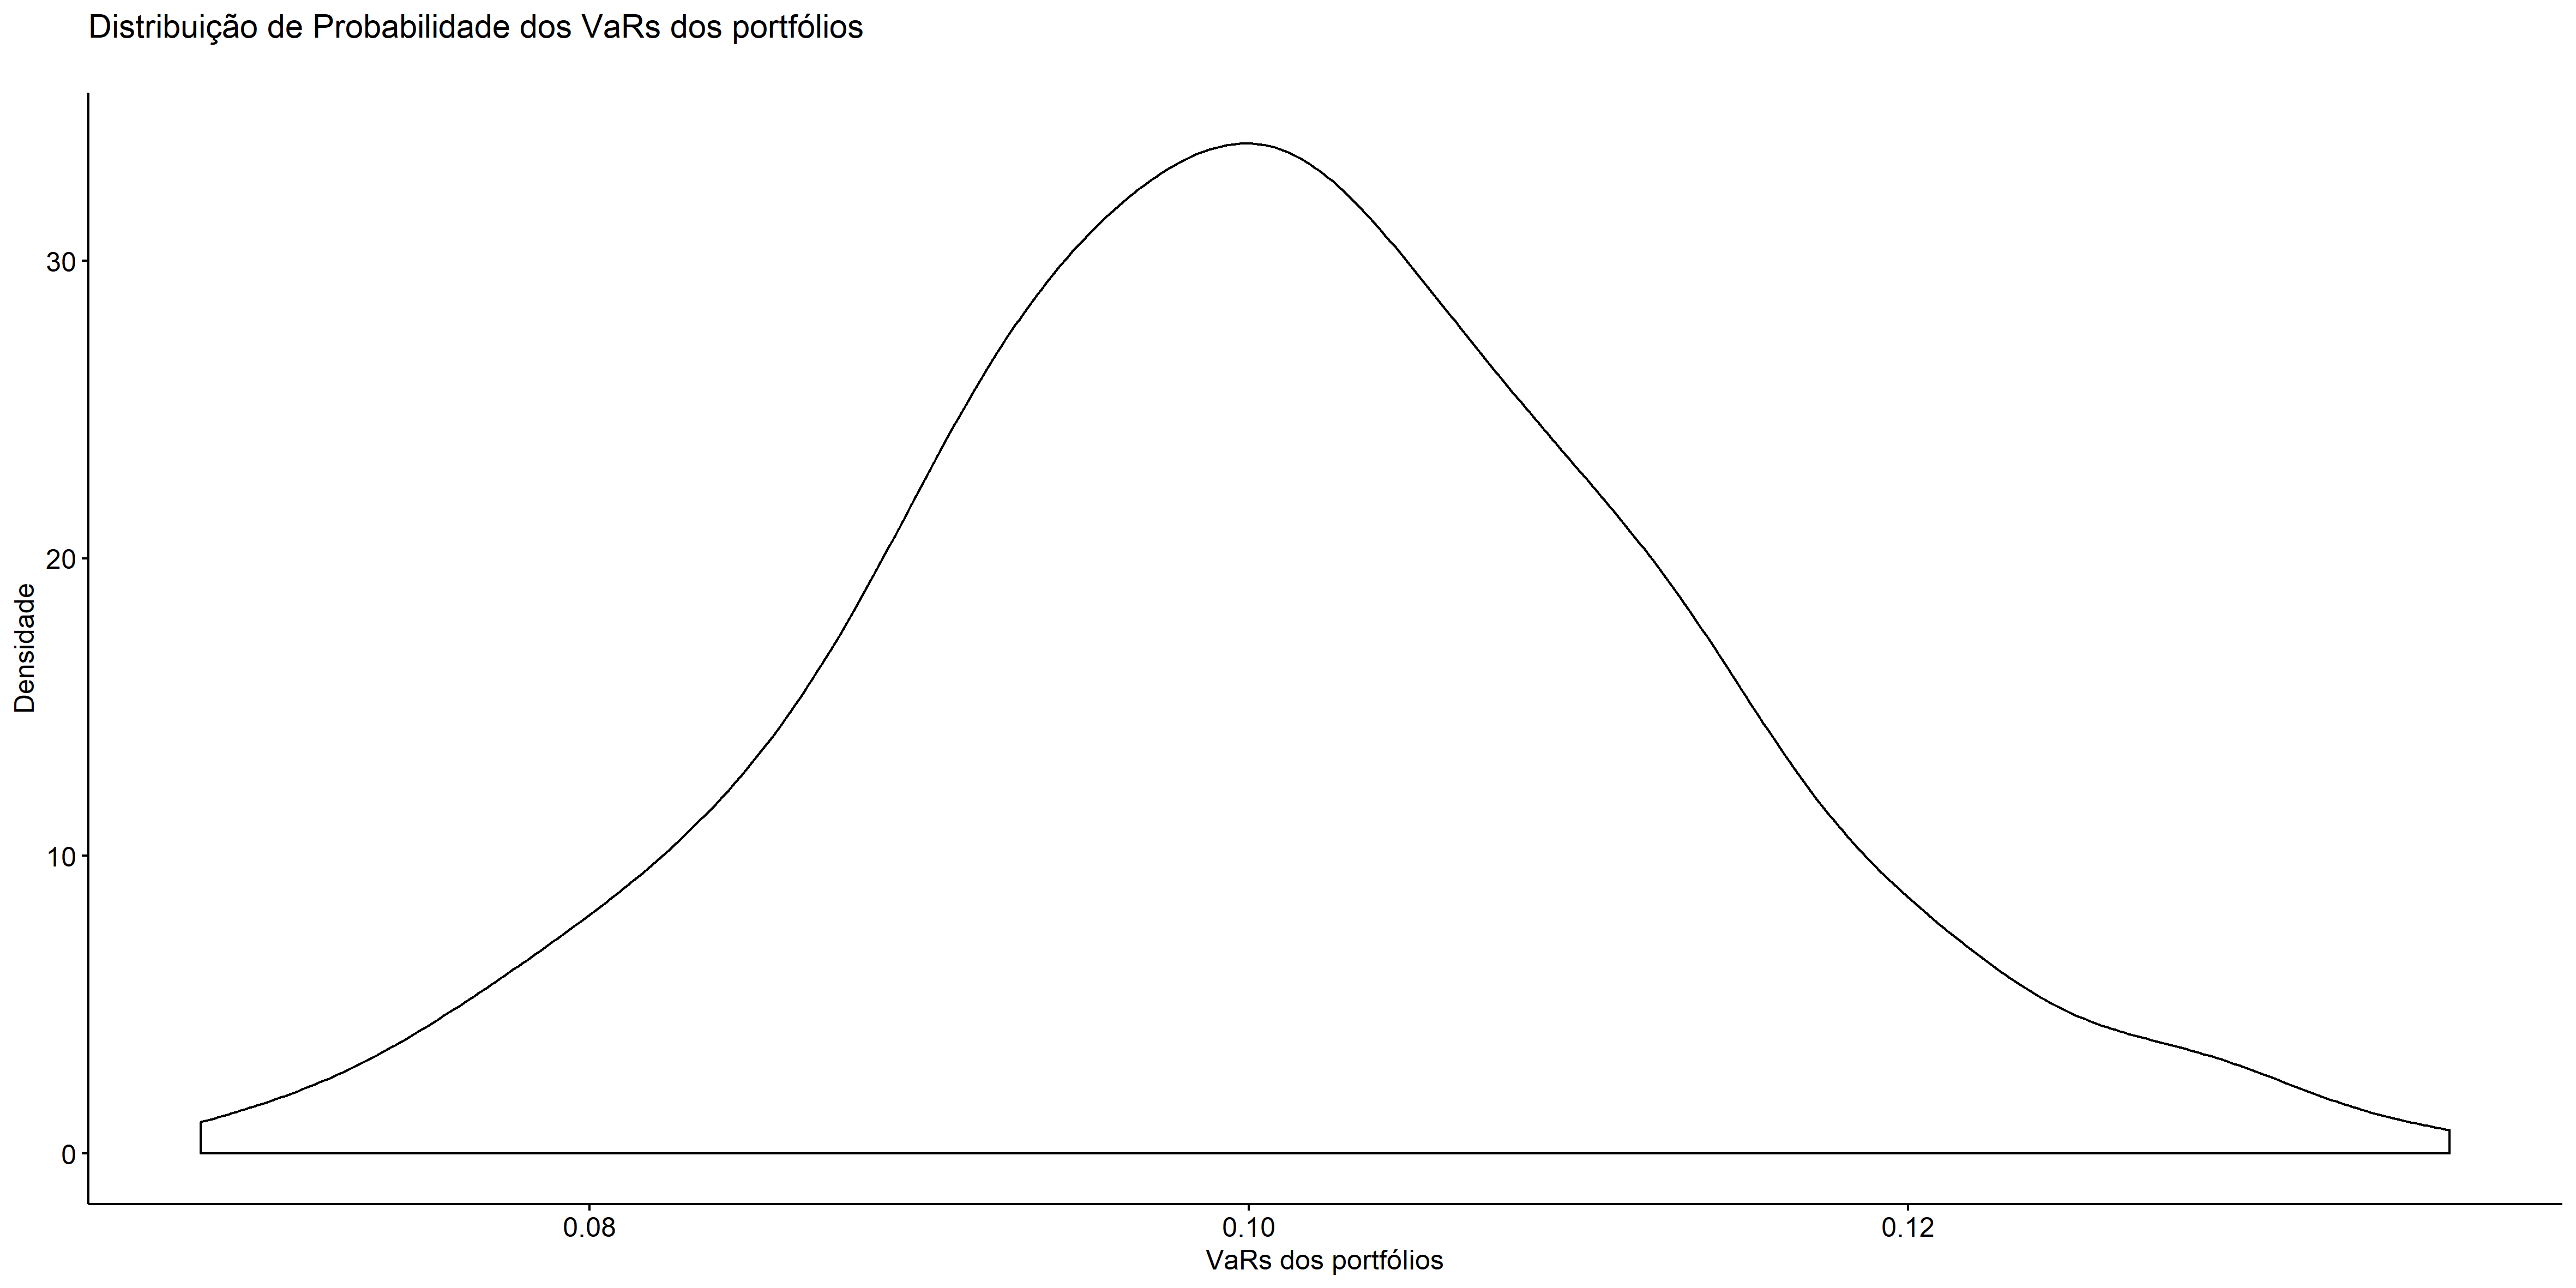 Distribuição de Probabilidade dos VaRs dos portfólios
Densidade
30
20
10
0
0.08
0.10
0.12
VaRs dos portfólios